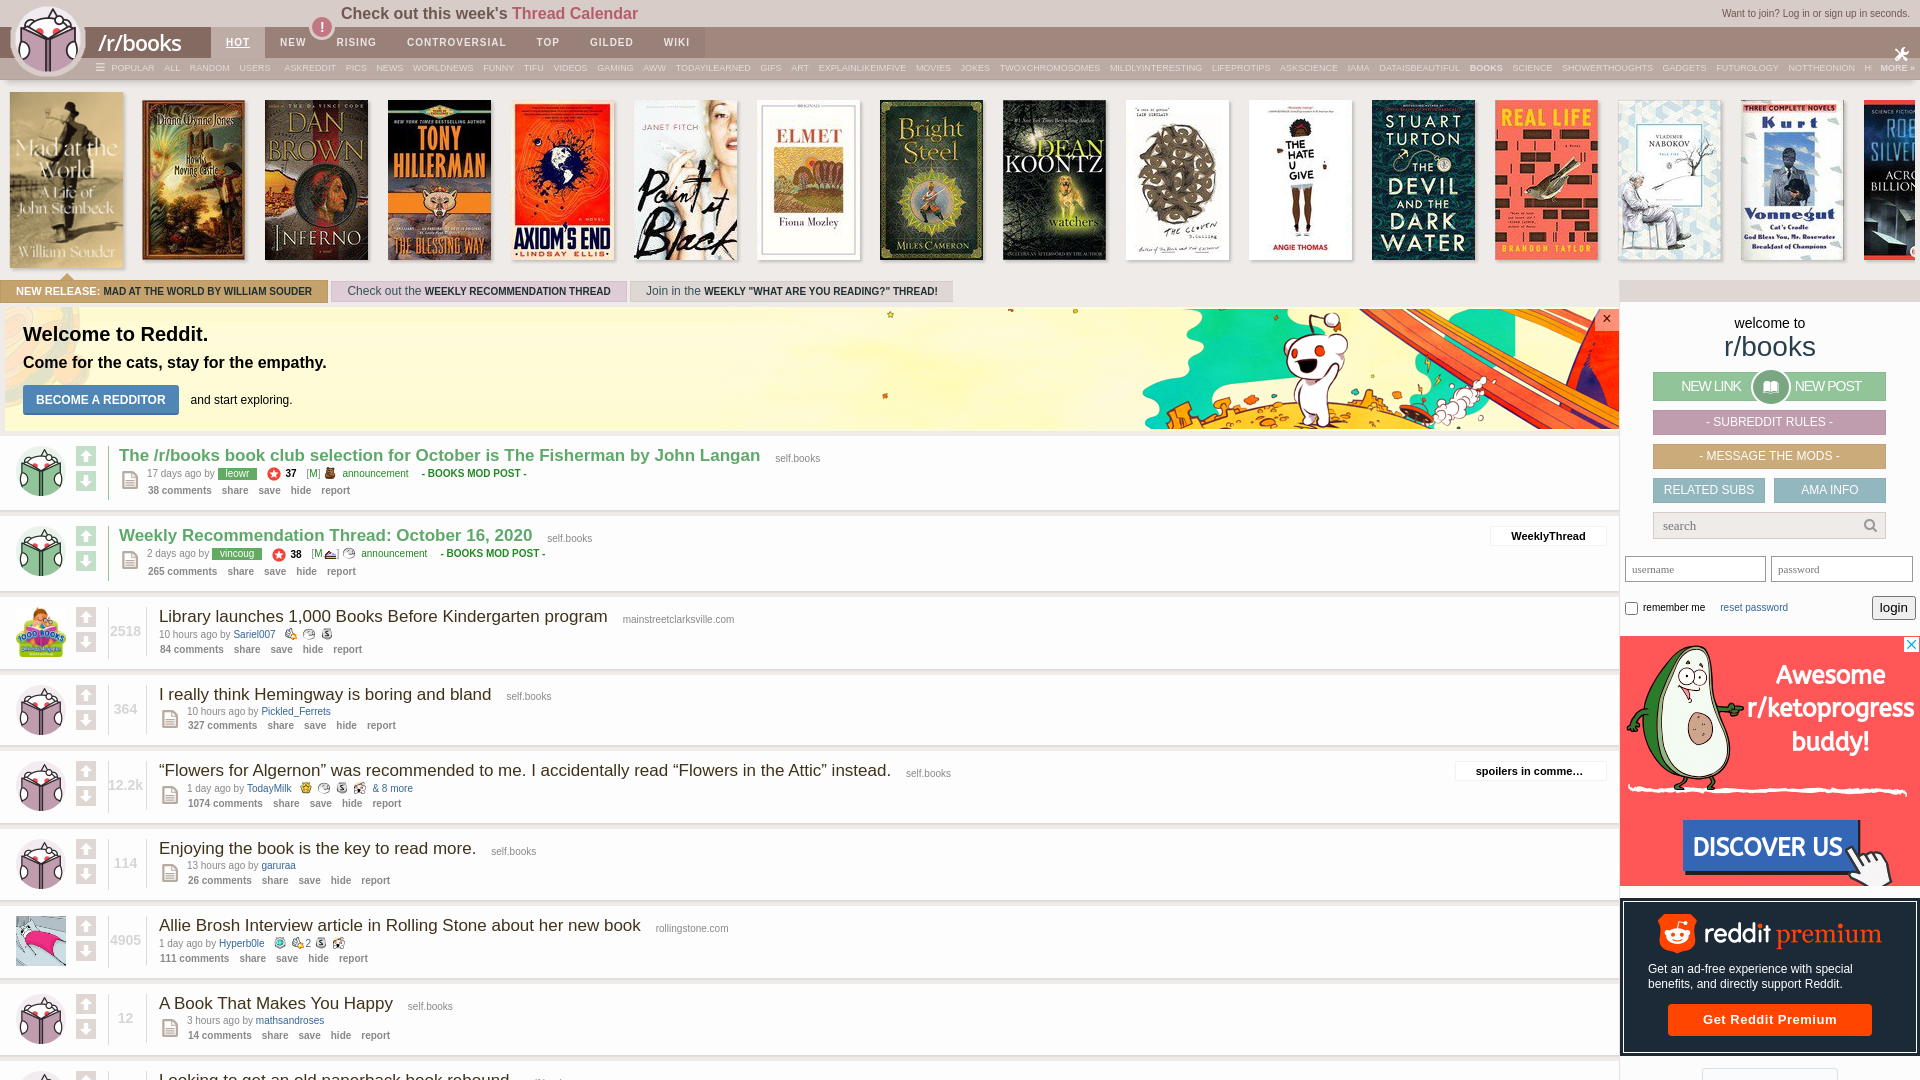 Check out this week's Thread Calendar
Want to join? Log in or sign up in seconds.
/r/books
HOT NEW RISING CONTROVERSIAL TOP GILDED WIKI
POPULAR ALL RANDOM USERS ASKREDDIT PICS NEWS WORLDNEWS FUNNY TIFU VIDEOS GAMING AWW TODAYILEARNED GIFS ART EXPLAINLIKEIMFIVE MOVIES JOKES TWOXCHROMOSOMES MILDLYINTERESTING LIFEPROTIPS ASKSCIENCE IAMA DATAISBEAUTIFUL BOOKS SCIENCE SHOWERTHOUGHTS GADGETS FUTUROLOGY NOTTHEONION H MORE »
Mad at the World
A Life of
John Steinbeck
William Souder
Diana Wynne Jones
Howl's
Moving Castle
AUTHOR OF THE DA VINCI CODE
DAN
BROWN
INFERNO
NEW YORK TIMES BESTSELLING AUTHOR
TONY
HILLERMAN
THE BLESSING WAY
A NOVEL
AXIOM'S END
LINDSAY ELLIS
JANET FITCH
Paint it
Black
ORIGINALS
ELMET
Fiona Mozley
Bright
Steel
MILES CAMERON
DEAN
KOONTZ
watchers
THE CLOVEN
THE
HATE
U
GIVE
ANGIE THOMAS
STUART
TURTON
THE
DEVIL
AND THE
DARK
WATER
REAL LIFE
BRANDON TAYLOR
VLADIMIR
NABOKOV
THREE COMPLETE NOVELS
Kurt
Vonnegut
Cat's Cradle
God Bless You, Mr. Rosewater
Breakfast of Champions
SCIENCE FICTION
ROB
SILVER
ACRO
BILLION
NEW RELEASE: MAD AT THE WORLD BY WILLIAM SOUDER
Check out the WEEKLY RECOMMENDATION THREAD
Join in the WEEKLY "WHAT ARE YOU READING?" THREAD!
Welcome to Reddit.
Come for the cats, stay for the empathy.
BECOME A REDDITOR and start exploring.
×
The /r/books book club selection for October is The Fisherman by John Langan self.books
17 days ago by leowr 37 [M] announcement - BOOKS MOD POST -
38 comments share save hide report
Weekly Recommendation Thread: October 16, 2020 self.books
WeeklyThread
2 days ago by vincoug 38 [M] announcement - BOOKS MOD POST -
265 comments share save hide report
2518
Library launches 1,000 Books Before Kindergarten program mainstreetclarksville.com
10 hours ago by Sariel007
84 comments share save hide report
364
I really think Hemingway is boring and bland self.books
10 hours ago by Pickled_Ferrets
327 comments share save hide report
12.2k
“Flowers for Algernon” was recommended to me. I accidentally read “Flowers in the Attic” instead. self.books
spoilers in comme…
1 day ago by TodayMilk & 8 more
1074 comments share save hide report
114
Enjoying the book is the key to read more. self.books
13 hours ago by garuraa
26 comments share save hide report
4905
Allie Brosh Interview article in Rolling Stone about her new book rollingstone.com
1 day ago by Hyperb0le 2
111 comments share save hide report
12
A Book That Makes You Happy self.books
3 hours ago by mathsandroses
14 comments share save hide report
Looking to get an old paperback book rebound
welcome to
r/books
NEW LINK NEW POST
- SUBREDDIT RULES -
- MESSAGE THE MODS -
RELATED SUBS AMA INFO
search
username password
remember me reset password login
Awesome
r/ketoprogress
buddy!
DISCOVER US
reddit premium
Get an ad-free experience with special
benefits, and directly support Reddit.
Get Reddit Premium